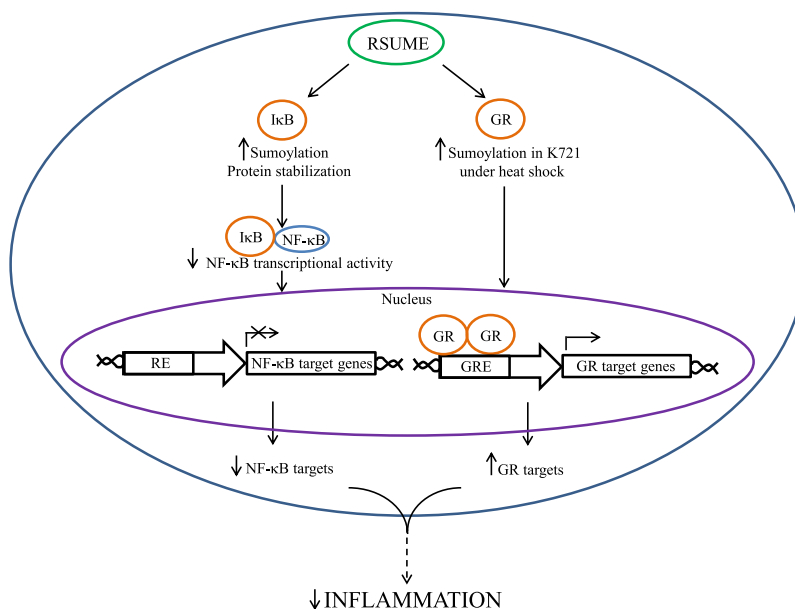 RSUME
IκB
↑ Sumoylation
Protein stabilization
GR
↑ Sumoylation in K721
under heat shock
IκB NF-κB
↓ NF-κB transcriptional activity
Nucleus
RE NF-κB target genes
GR GR
GRE GR target genes
↓ NF-κB targets
↑ GR targets
↓ INFLAMMATION